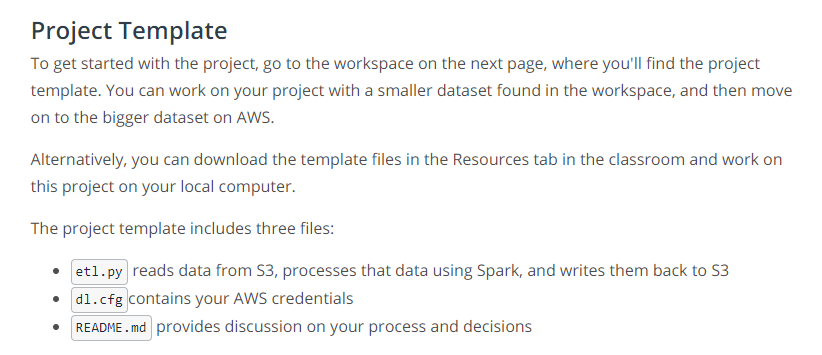 Project Template
To get started with the project, go to the workspace on the next page, where you'll find the project
template. You can work on your project with a smaller dataset found in the workspace, and then move
on to the bigger dataset on AWS.
Alternatively, you can download the template files in the Resources tab in the classroom and work on
this project on your local computer.
The project template includes three files:
• etl.py reads data from S3, processes that data using Spark, and writes them back to S3
• dl.cfg contains your AWS credentials
• README.md provides discussion on your process and decisions